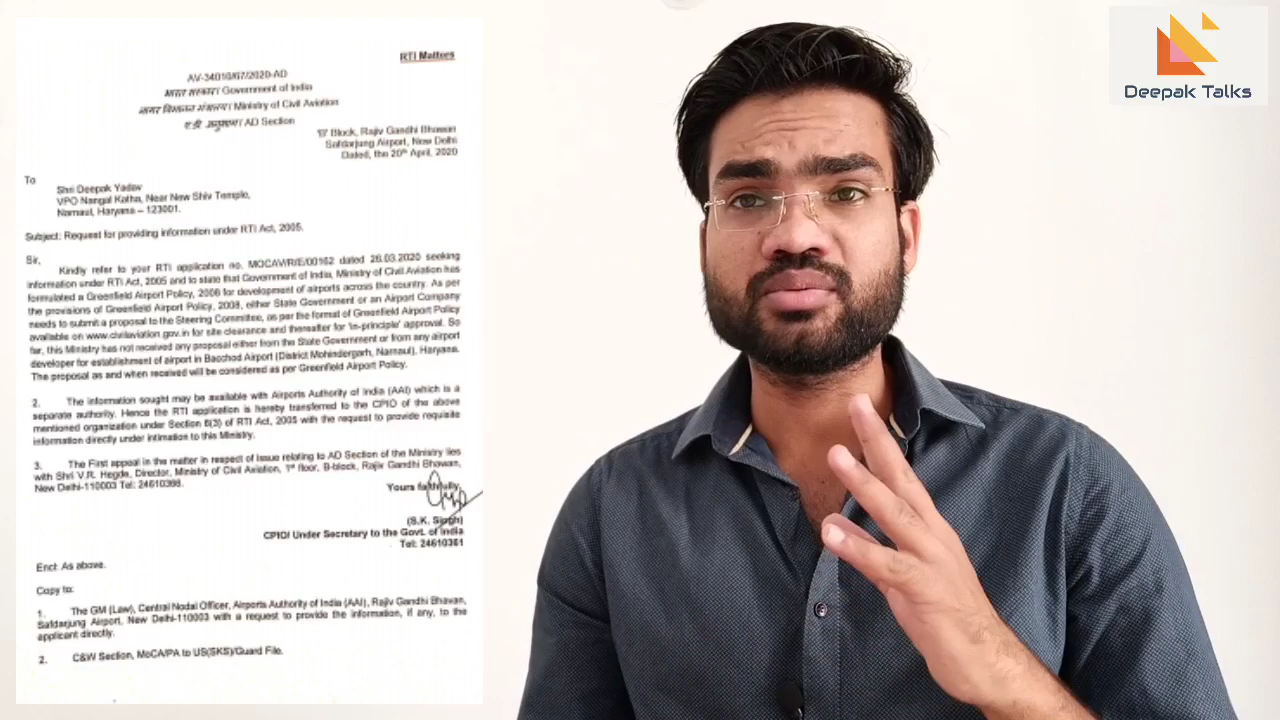 RTI Matters
AV-34010/67/2020-AD
भारत सरकार / Government of India
नागर विमानन मंत्रालय / Ministry of Civil Aviation
ए.डी. अनुभाग / AD Section
'B' Block, Rajiv Gandhi Bhawan
Safdarjung Airport, New Delhi
Dated, the 20th April, 2020
To
Shri Deepak Yadav
VPO Nangal Katha, Near New Shiv Temple,
Narnaul, Haryana – 123001.
Subject: Request for providing information under RTI Act, 2005.
Sir,
Kindly refer to your RTI application no. MOCAV/R/E/00162 dated 26.03.2020 seeking
information under RTI Act, 2005 and to state that Government of India, Ministry of Civil Aviation has
formulated a Greenfield Airport Policy, 2008 for development of airports across the country. As per
the provisions of Greenfield Airport Policy, 2008, either State Government or an Airport Company
needs to submit a proposal to the Steering Committee, as per the format of Greenfield Airport Policy
available on www.civilaviation.gov.in for site clearance and thereafter for 'in-principle' approval. So
far, this Ministry has not received any proposal either from the State Government or from any airport
developer for establishment of airport in Bacchod Airport (District Mohindergarh, Narnaul), Haryana.
The proposal as and when received will be considered as per Greenfield Airport Policy.
2. The information sought may be available with Airports Authority of India (AAI) which is a
separate authority. Hence the RTI application is hereby transferred to the CPIO of the above
mentioned organization under Section 6(3) of RTI Act, 2005 with the request to provide requisite
information directly under intimation to this Ministry.
3. The First appeal in the matter in respect of issue relating to AD Section of the Ministry lies
with Shri V.R. Hegde, Director, Ministry of Civil Aviation, 1st floor, B-block, Rajiv Gandhi Bhawan,
New Delhi-110003 Tel: 24610368.
Yours faithfully,
(S.K. Singh)
CPIO/ Under Secretary to the Govt. of India
Tel: 24610361
Encl: As above.
Copy to:
1. The GM (Law), Central Nodal Officer, Airports Authority of India (AAI), Rajiv Gandhi Bhavan,
Safdarjung Airport, New Delhi-110003 with a request to provide the information, if any, to the
applicant directly.
2. C&W Section, MoCA/PA to US(SKS)/Guard File.
Deepak Talks